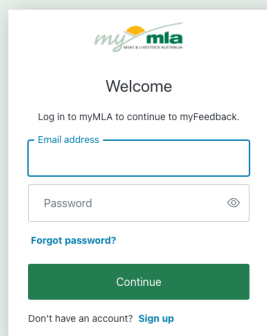 my mla
MEAT & LIVESTOCK AUSTRALIA
Welcome
Log in to myMLA to continue to myFeedback.
Email address
Password
Forgot password?
Continue
Don't have an account? Sign up